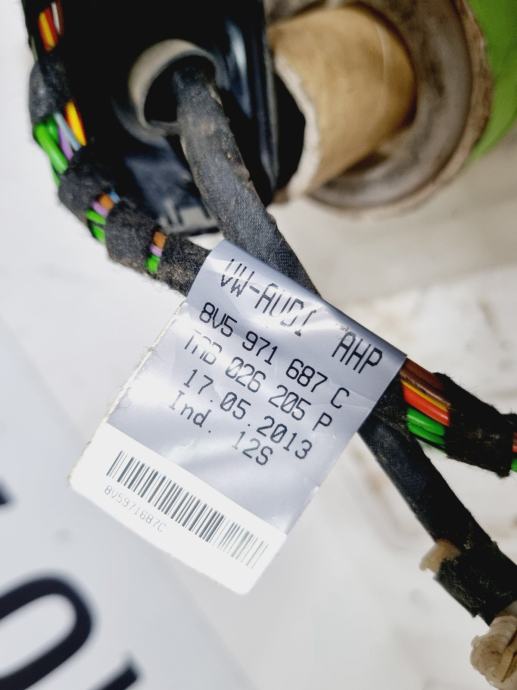 VW-AUDI AHP
8V5 971 687 C
TAB 026 205 P
17.05.2013
Ind. 12S
8V5971687C